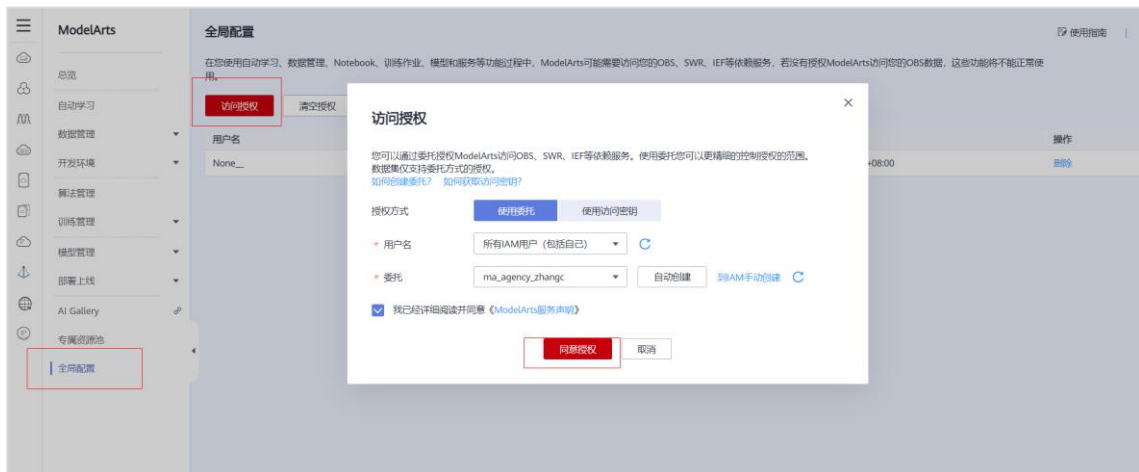 ModelArts
总览
自动学习
数据管理
开发环境
算法管理
训练管理
模型管理
部署上线
AI Gallery
专属资源池
全局配置
全局配置
使用指南
在您使用自动学习、数据管理、Notebook、训练作业、模型和服务等功能过程中，ModelArts可能需要访问您的OBS、SWR、IEF等依赖服务，若没有授权ModelArts访问您的OBS数据，这些功能将不能正常使
用。
访问授权 清空授权
用户名 操作
None__ +08:00 删除
访问授权
您可以通过委托授权ModelArts访问OBS、SWR、IEF等依赖服务。使用委托您可以更精细的控制授权的范围。
数据集仅支持委托方式的授权。
如何创建委托? 如何获取访问密钥?
授权方式 使用委托 使用访问密钥
* 用户名 所有IAM用户（包括自己）
* 委托 ma_agency_zhangc 自动创建 到IAM手动创建
我已经详细阅读并同意《ModelArts服务声明》
同意授权 取消